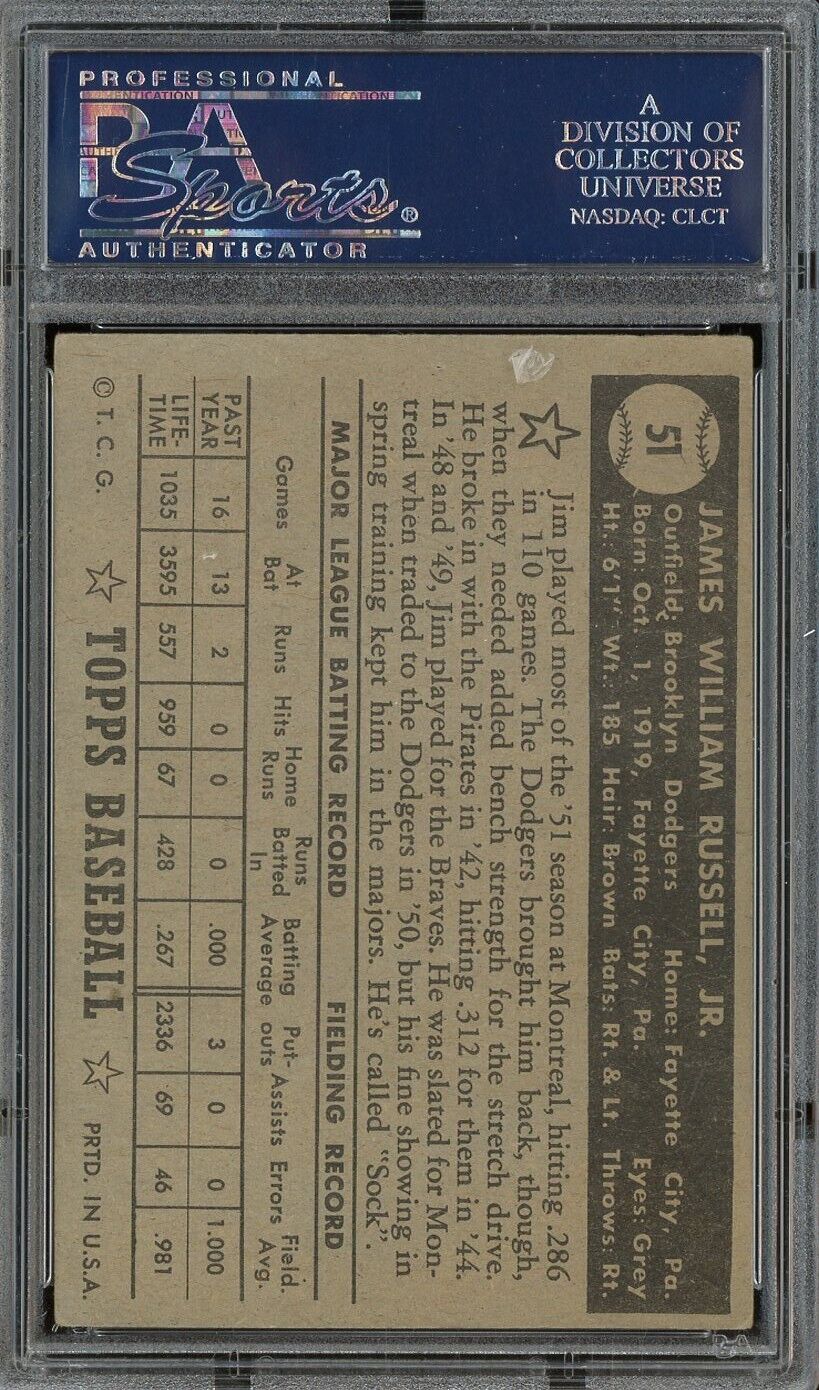 PROFESSIONAL
PSA
Sports®
AUTHENTICATOR
A
DIVISION OF
COLLECTORS
UNIVERSE
NASDAQ: CLCT
51
JAMES WILLIAM RUSSELL, JR.
Outfield: Brooklyn Dodgers Home: Fayette City, Pa.
Born: Oct. 1, 1919, Fayette City, Pa. Eyes: Grey
Ht.: 6'1" Wt.: 185 Hair: Brown Bats: Rt. & Lt. Throws: Rt.
Jim played most of the '51 season at Montreal, hitting .286
in 110 games. The Dodgers brought him back, though,
when they needed added bench strength for the stretch drive.
He broke in with the Pirates in '42, hitting .312 for them in '44.
In '48 and '49, Jim played for the Braves. He was slated for Mon-
treal when traded to the Dodgers in '50, but his fine showing in
spring training kept him in the majors. He's called "Sock".
MAJOR LEAGUE BATTING RECORD FIELDING RECORD
Games At Bat Runs Hits Home Runs Runs Batted In Batting Average Put-outs Assists Errors Field. Avg.
PAST YEAR 16 13 2 0 0 0 .000 3 0 0 1.000
LIFE-TIME 1035 3595 557 959 67 428 .267 2336 69 46 .981
© T. C. G. TOPPS BASEBALL PRTD. IN U.S.A.